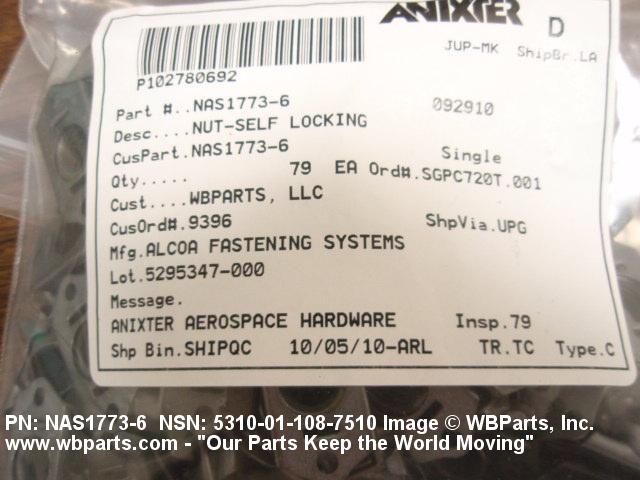 ANIXTER
D
JUP-MK ShipBr.LA
P102780692
Part #..NAS1773-6 092910
Desc....NUT-SELF LOCKING
CusPart.NAS1773-6 Single
Qty..... 79 EA Ord#.SGPC720T.001
Cust....WBPARTS, LLC
CusOrd#.9396 ShpVia.UPG
Mfg.ALCOA FASTENING SYSTEMS
Lot.5295347-000
Message.
ANIXTER AEROSPACE HARDWARE Insp.79
Shp Bin.SHIPQC 10/05/10-ARL TR.TC Type.C
PN: NAS1773-6 NSN: 5310-01-108-7510 Image © WBParts, Inc.
www.wbparts.com - "Our Parts Keep the World Moving"